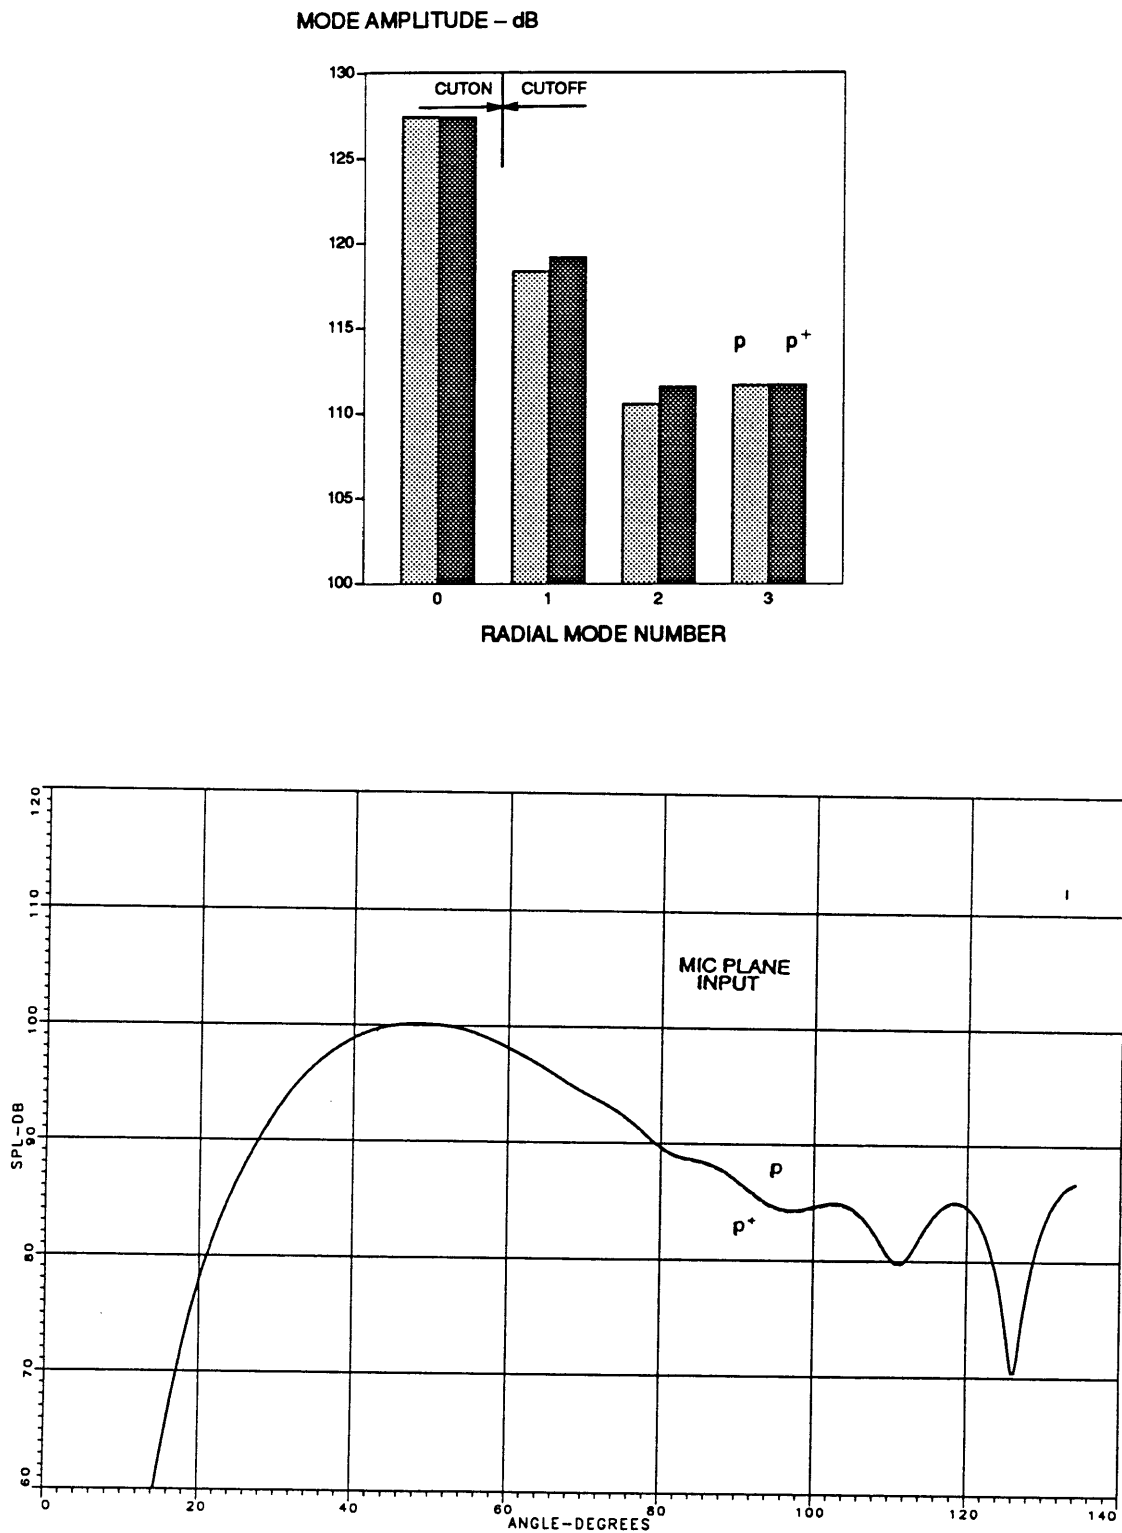 MODE AMPLITUDE – dB
130
CUTON CUTOFF
125
120
115
p p+
110
105
100
0 1 2 3
RADIAL MODE NUMBER
120
110
MIC PLANE
INPUT
100
SPL-DB
90
p
p+
80
70
60
0 20 40 60 80 100 120 140
ANGLE-DEGREES